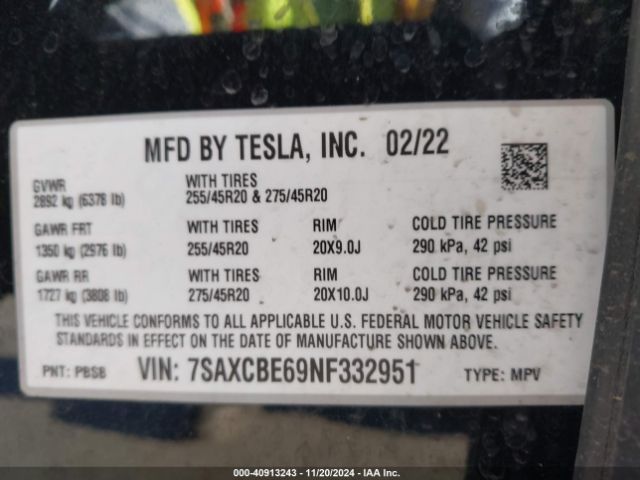 MFD BY TESLA, INC. 02/22
GVWR
2892 kg (6378 lb)
WITH TIRES
255/45R20 & 275/45R20
GAWR FRT
1350 kg (2976 lb)
255/45R20
RIM
20X9.0J
COLD TIRE PRESSURE
290 kPa, 42 psi
GAWR RR
1727 kg (3808 lb)
WITH TIRES
275/45R20
RIM
20X10.0J
COLD TIRE PRESSURE
290 kPa, 42 psi
THIS VEHICLE CONFORMS TO ALL APPLICABLE U.S. FEDERAL MOTOR VEHICLE SAFETY
STANDARDS IN EFFECT ON THE DATE OF MANUFACTURE SHOWN ABOVE.
PNT: PBSB VIN: 7SAXCBE69NF332951 TYPE: MPV
000-40913243 - 11/20/2024 - IAA Inc.